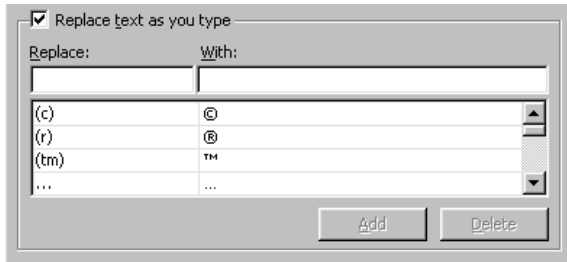 Replace text as you type
Replace: With:
(c) ©
(r) ®
(tm) ™
... ...
Add Delete